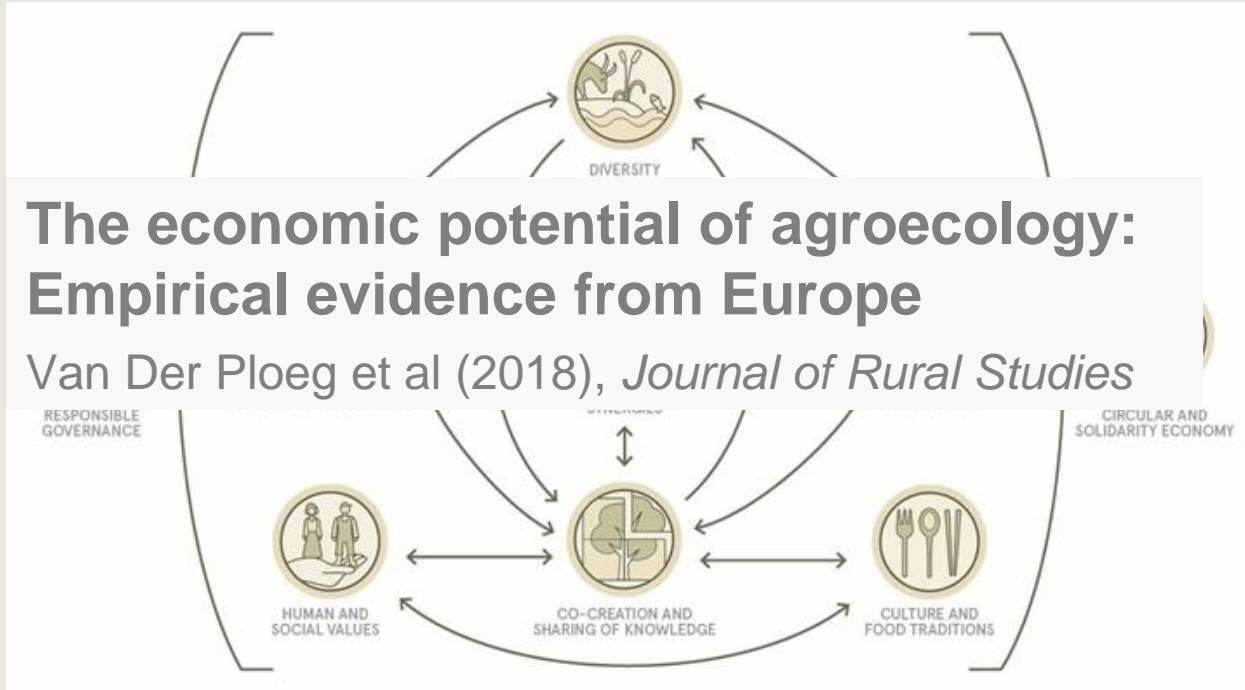 DIVERSITY
The economic potential of agroecology:
Empirical evidence from Europe
Van Der Ploeg et al (2018), Journal of Rural Studies
SYNERGIES
RESPONSIBLE
GOVERNANCE
CIRCULAR AND
SOLIDARITY ECONOMY
HUMAN AND
SOCIAL VALUES
CO-CREATION AND
SHARING OF KNOWLEDGE
CULTURE AND
FOOD TRADITIONS